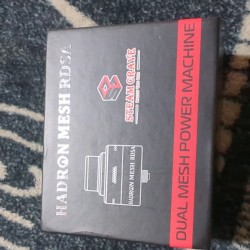 HADRON MESH RDSA
STEAM CRAVE
HADRON MESH RDSA
DUAL MESH POWER MACHINE